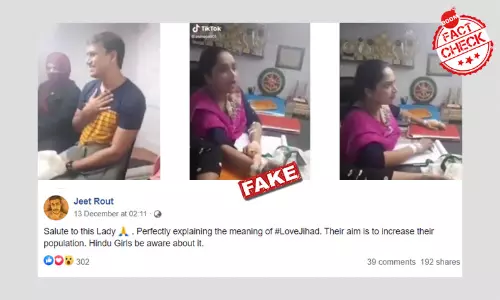 BOOM
FACT
CHECK
TikTok
FAKE
Jeet Rout
13 December at 02:11 ·
Salute to this Lady 🙏 . Perfectly explaining the meaning of #LoveJihad. Their aim is to increase their
population. Hindu Girls be aware about it.
302
39 comments 192 shares